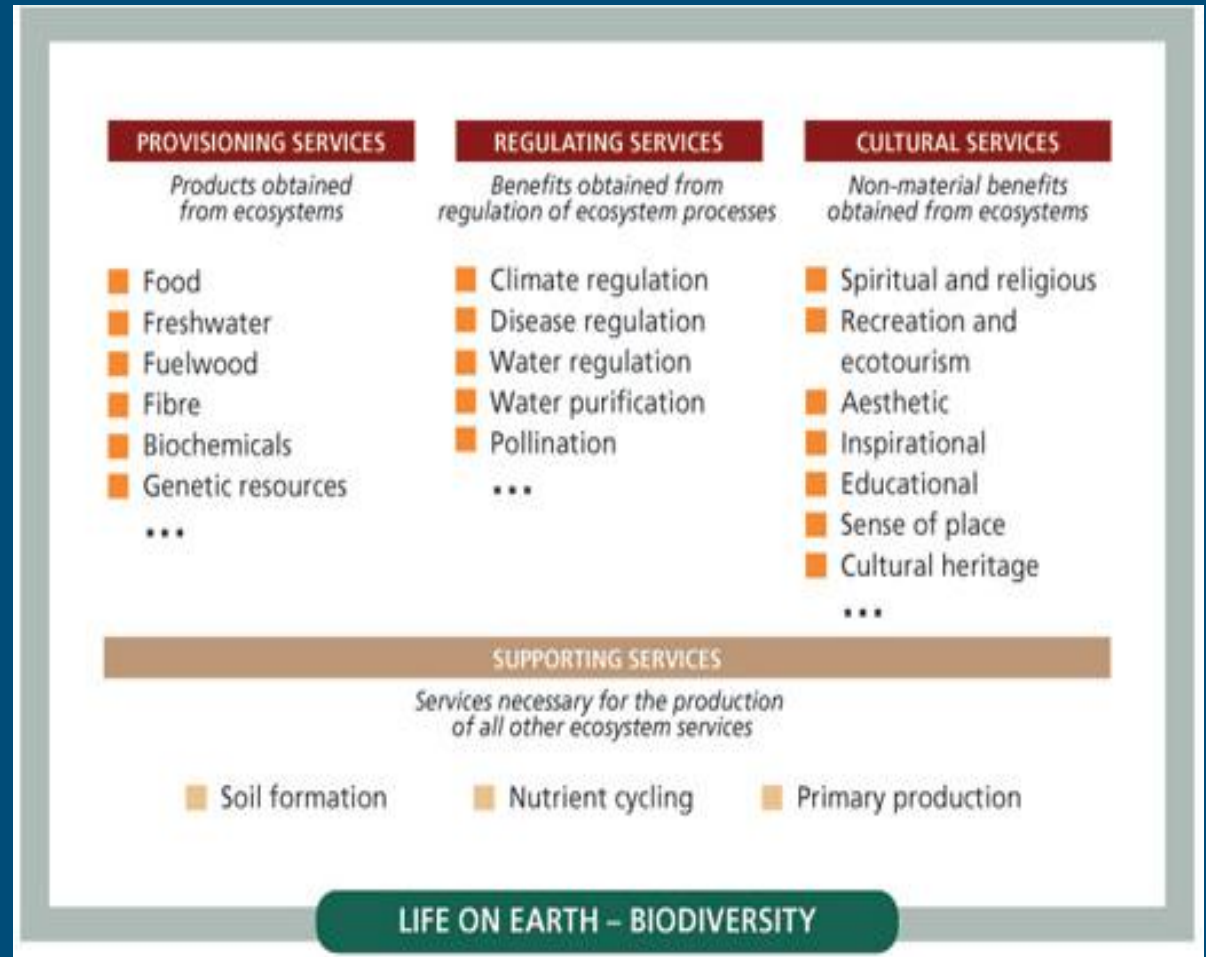 PROVISIONING SERVICES
Products obtained
from ecosystems
Food
Freshwater
Fuelwood
Fibre
Biochemicals
Genetic resources
...
REGULATING SERVICES
Benefits obtained from
regulation of ecosystem processes
Climate regulation
Disease regulation
Water regulation
Water purification
Pollination
...
CULTURAL SERVICES
Non-material benefits
obtained from ecosystems
Spiritual and religious
Recreation and
ecotourism
Aesthetic
Inspirational
Educational
Sense of place
Cultural heritage
...
SUPPORTING SERVICES
Services necessary for the production
of all other ecosystem services
Soil formation
Nutrient cycling
Primary production
LIFE ON EARTH – BIODIVERSITY